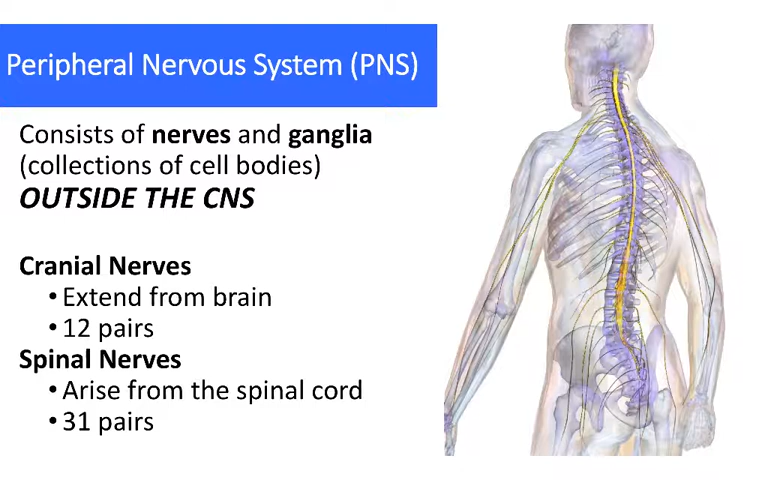 Peripheral Nervous System (PNS)
Consists of nerves and ganglia
(collections of cell bodies)
OUTSIDE THE CNS
Cranial Nerves
• Extend from brain
• 12 pairs
Spinal Nerves
• Arise from the spinal cord
• 31 pairs